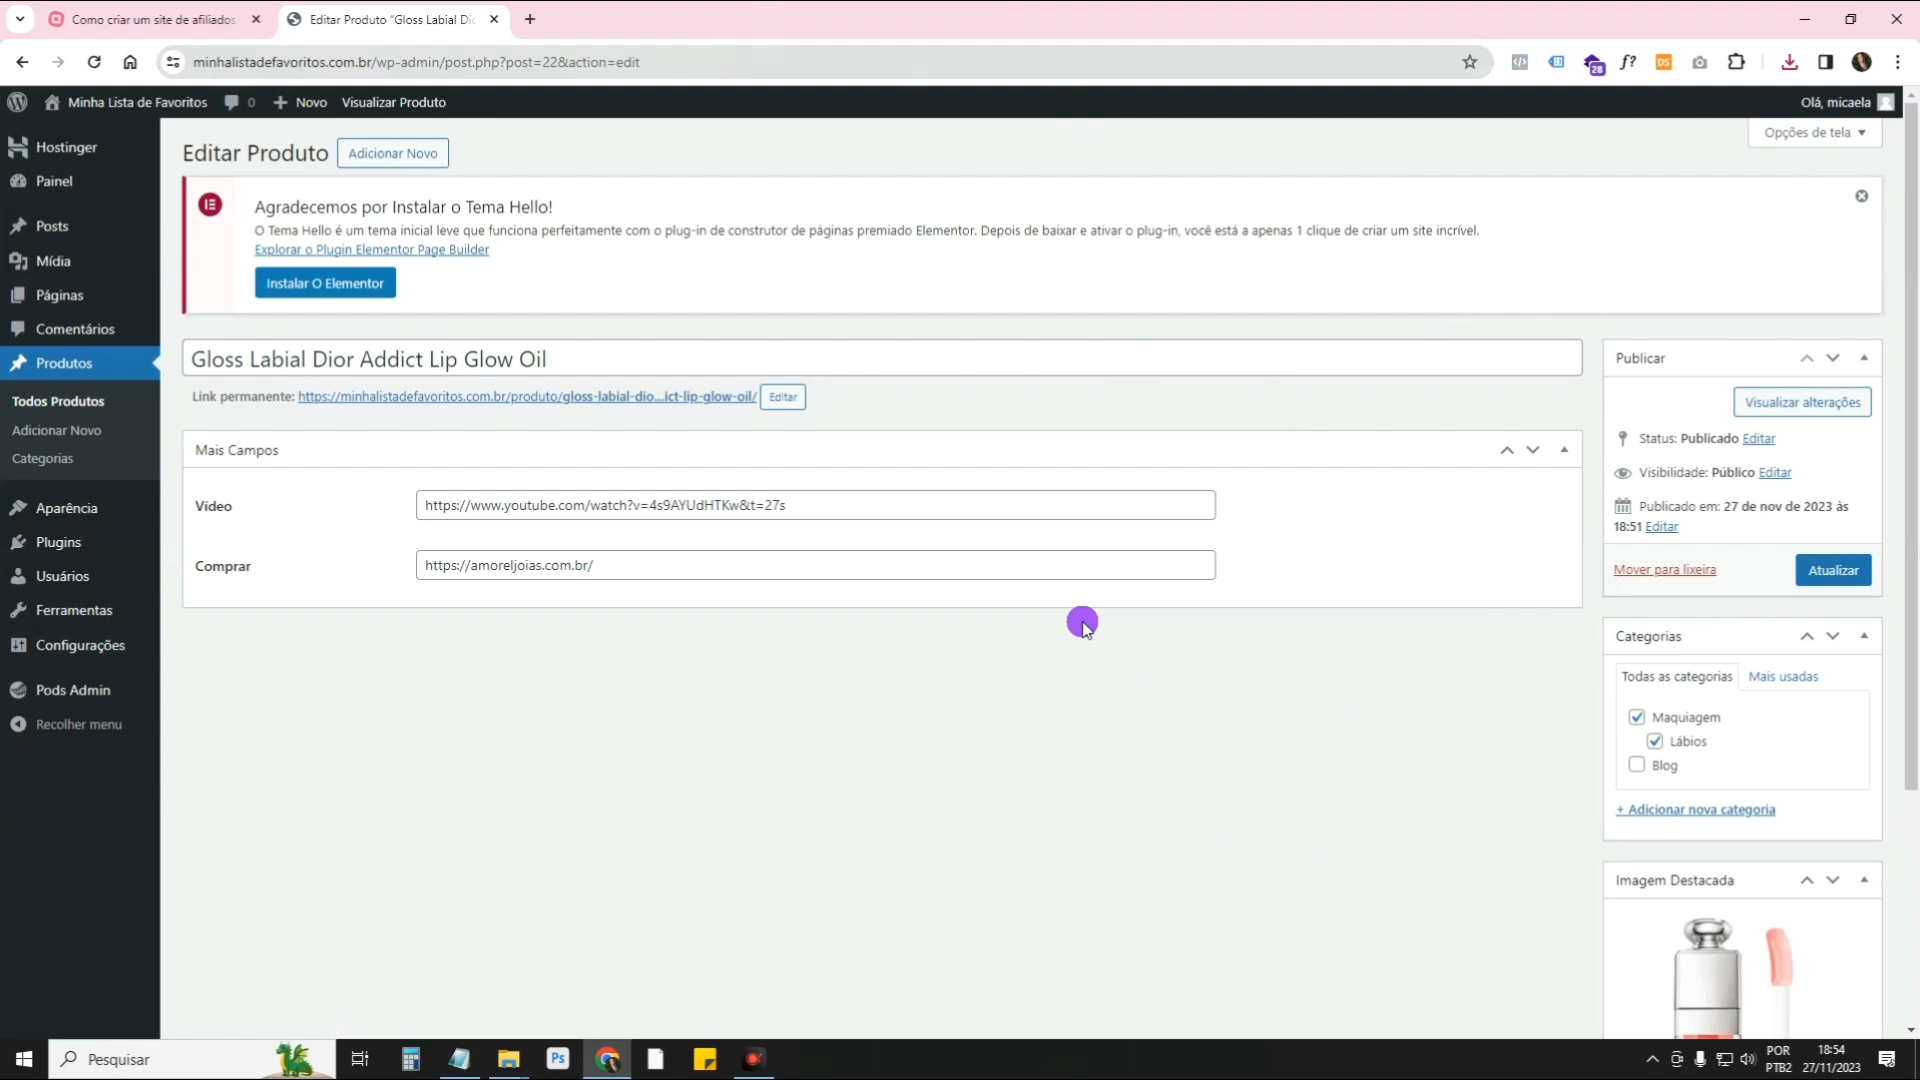 Como criar um site de afiliados
Editar Produto "Gloss Labial Dio
minhalistadefavoritos.com.br/wp-admin/post.php?post=22&action=edit
28
f?
DS
Minha Lista de Favoritos
0
Novo
Visualizar Produto
Olá, micaela
Opções de tela
Hostinger
Painel
Posts
Mídia
Páginas
Comentários
Produtos
Todos Produtos
Adicionar Novo
Categorias
Aparência
Plugins
Usuários
Ferramentas
Configurações
Pods Admin
Recolher menu
Editar Produto
Adicionar Novo
Agradecemos por Instalar o Tema Hello!
O Tema Hello é um tema inicial leve que funciona perfeitamente com o plug-in de construtor de páginas premiado Elementor. Depois de baixar e ativar o plug-in, você está a apenas 1 clique de criar um site incrível.
Explorar o Plugin Elementor Page Builder
Instalar O Elementor
Gloss Labial Dior Addict Lip Glow Oil
Link permanente: https://minhalistadefavoritos.com.br/produto/gloss-labial-dio...ict-lip-glow-oil/ Editar
Mais Campos
Vídeo
https://www.youtube.com/watch?v=4s9AYUdHTKw&t=27s
Comprar
https://amoreljoias.com.br/
Publicar
Visualizar alterações
Status: Publicado Editar
Visibilidade: Público Editar
Publicado em: 27 de nov de 2023 às
18:51 Editar
Mover para lixeira
Atualizar
Categorias
Todas as categorias
Mais usadas
Maquiagem
Lábios
Blog
+ Adicionar nova categoria
Imagem Destacada
Pesquisar
Ps
POR
PTB2
18:54
27/11/2023